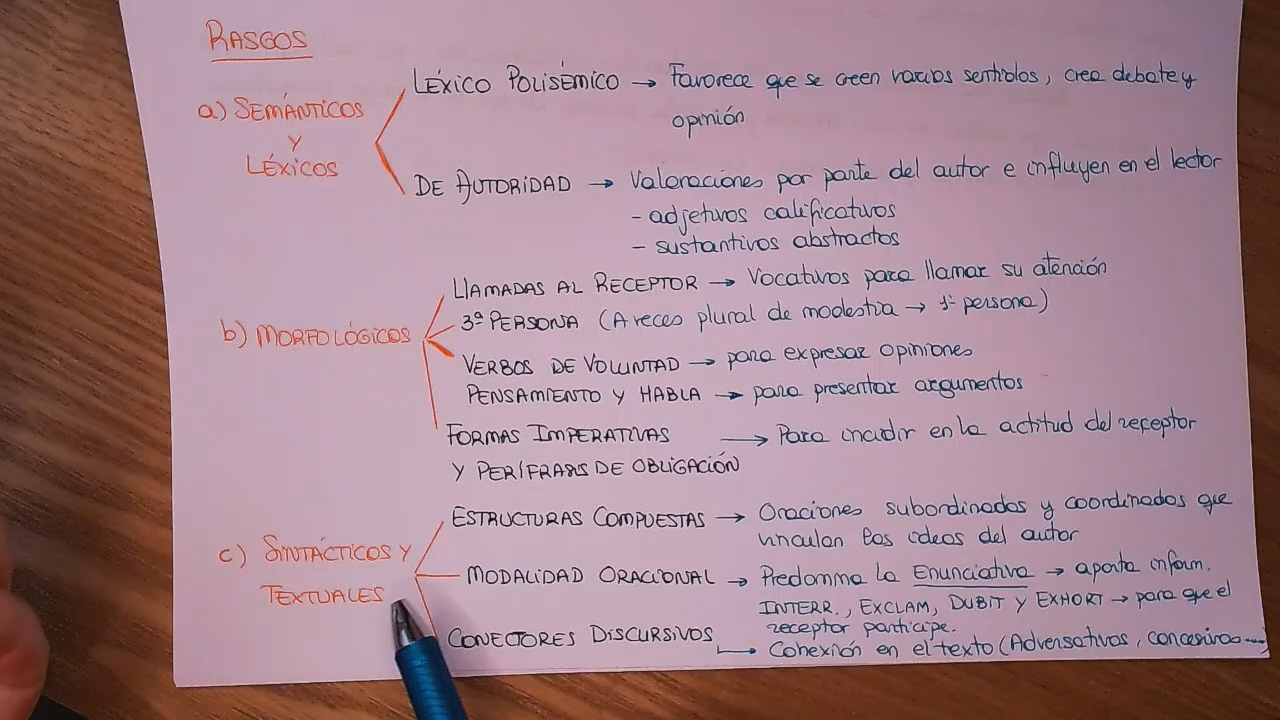 RASGOS
a) SEMÁNTICOS
Y
LÉXICOS
LÉXICO POLISÉMICO → Favorece que se creen varios sentidos, crea debate y
opinión
DE AUTORIDAD → Valoraciones por parte del autor e influyen en el lector
- adjetivos calificativos
- sustantivos abstractos
b) MORFOLÓGICOS
LLAMADAS AL RECEPTOR → Vocativos para llamar su atención
3ª PERSONA (A veces plural de modestia → 1ª persona)
VERBOS DE VOLUNTAD → para expresar opiniones
PENSAMIENTO Y HABLA → para presentar argumentos
FORMAS IMPERATIVAS → Para incidir en la actitud del receptor
Y PERÍFRASIS DE OBLIGACIÓN
c) SINTÁCTICOS Y
TEXTUALES
ESTRUCTURAS COMPUESTAS → Oraciones subordinadas y coordinadas que
vinculan las ideas del autor
MODALIDAD ORACIONAL → Predomina la Enunciativa → aporta inform.
INTERR., EXCLAM, DUBIT Y EXHORT → para que el
receptor participe.
CONECTORES DISCURSIVOS
→ Cohexión en el texto (Adversativos, concesivos...)